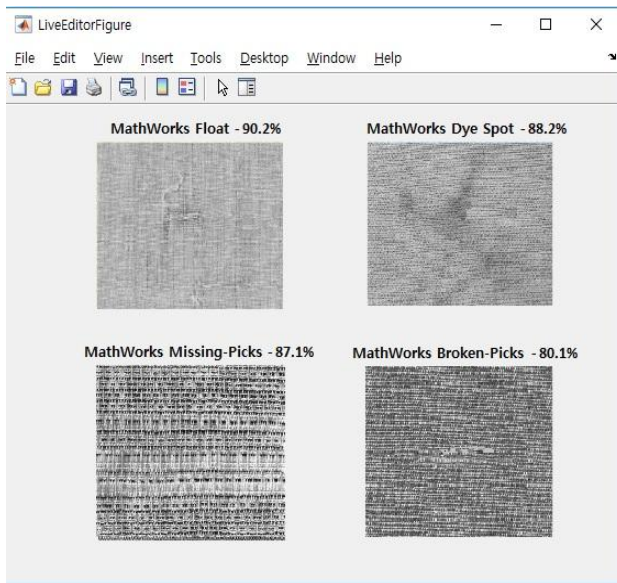 LiveEditorFigure
File Edit View Insert Tools Desktop Window Help
MathWorks Float - 90.2%
MathWorks Dye Spot - 88.2%
MathWorks Missing-Picks - 87.1%
MathWorks Broken-Picks - 80.1%